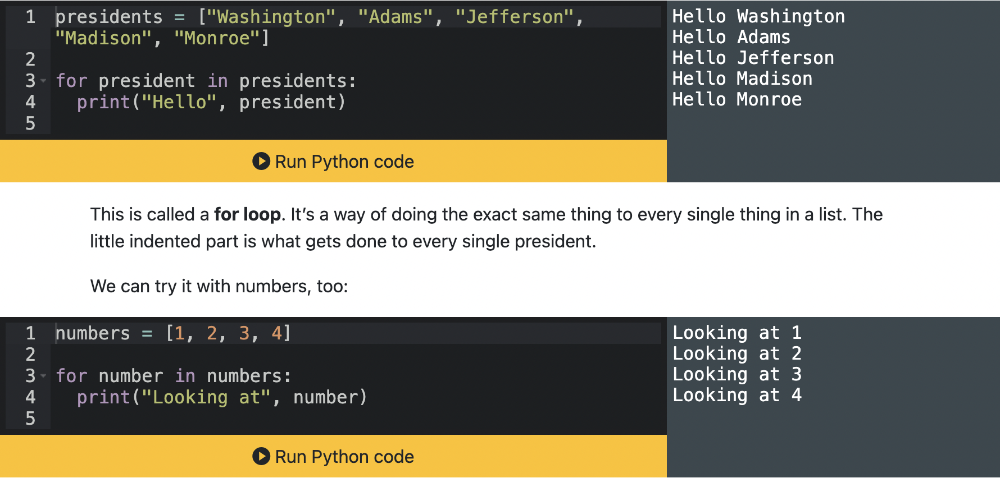 1 presidents = ["Washington", "Adams", "Jefferson",
"Madison", "Monroe"]
2
3 for president in presidents:
4   print("Hello", president)
5
Hello Washington
Hello Adams
Hello Jefferson
Hello Madison
Hello Monroe
Run Python code
This is called a for loop. It’s a way of doing the exact same thing to every single thing in a list. The
little indented part is what gets done to every single president.
We can try it with numbers, too:
1 numbers = [1, 2, 3, 4]
2
3 for number in numbers:
4   print("Looking at", number)
5
Looking at 1
Looking at 2
Looking at 3
Looking at 4
Run Python code